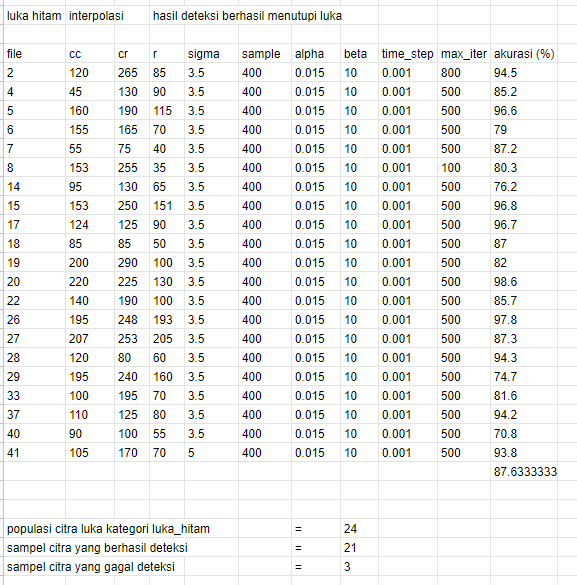 luka hitam interpolasi hasil deteksi berhasil menutupi luka
file cc cr r sigma sample alpha beta time_step max_iter akurasi (%)
2 120 265 85 3.5 400 0.015 10 0.001 800 94.5
4 45 130 90 3.5 400 0.015 10 0.001 500 85.2
5 160 190 115 3.5 400 0.015 10 0.001 500 96.6
6 155 165 70 3.5 400 0.015 10 0.001 500 79
7 55 75 40 3.5 400 0.015 10 0.001 500 87.2
8 153 255 35 3.5 400 0.015 10 0.001 100 80.3
14 95 130 65 3.5 400 0.015 10 0.001 500 76.2
15 153 250 151 3.5 400 0.015 10 0.001 500 96.8
17 124 125 90 3.5 400 0.015 10 0.001 500 96.7
18 85 85 50 3.5 400 0.015 10 0.001 500 87
19 200 290 100 3.5 400 0.015 10 0.001 500 82
20 220 225 130 3.5 400 0.015 10 0.001 500 98.6
22 140 190 100 3.5 400 0.015 10 0.001 500 85.7
26 195 248 193 3.5 400 0.015 10 0.001 500 97.8
27 207 253 205 3.5 400 0.015 10 0.001 500 87.3
28 120 80 60 3.5 400 0.015 10 0.001 500 94.3
29 195 240 160 3.5 400 0.015 10 0.001 500 74.7
33 100 195 70 3.5 400 0.015 10 0.001 500 81.6
37 110 125 80 3.5 400 0.015 10 0.001 500 94.2
40 90 100 55 3.5 400 0.015 10 0.001 500 70.8
41 105 170 70 5 400 0.015 10 0.001 500 93.8
87.6333333
populasi citra luka kategori luka_hitam = 24
sampel citra yang berhasil deteksi = 21
sampel citra yang gagal deteksi = 3